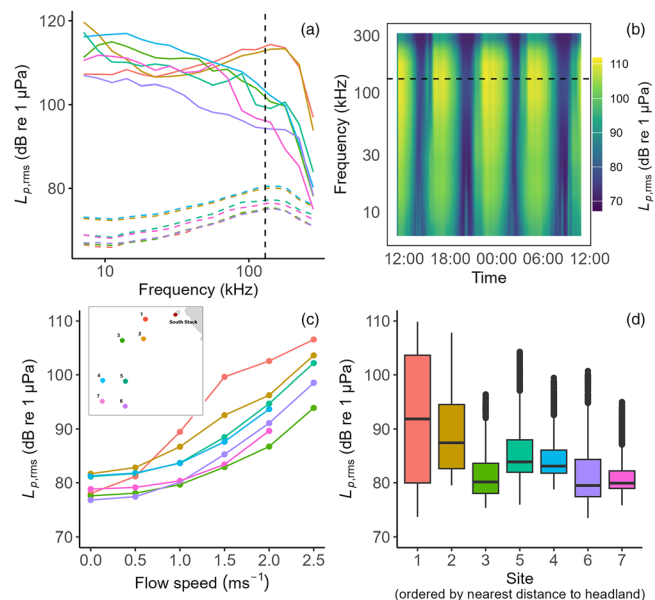 (a)
120
100
80
L_p,rms (dB re 1 μPa)
10
100
Frequency (kHz)
(b)
300
100
30
10
Frequency (kHz)
12:00 18:00 00:00 06:00 12:00
Time
110
100
90
80
70
L_p,rms (dB re 1 μPa)
(c)
110
100
90
80
70
L_p,rms (dB re 1 μPa)
1
South Stack
3
2
4
5
7
6
0.0 0.5 1.0 1.5 2.0 2.5
Flow speed (ms⁻¹)
(d)
110
100
90
80
70
L_p,rms (dB re 1 μPa)
1 2 3 5 4 6 7
Site
(ordered by nearest distance to headland)